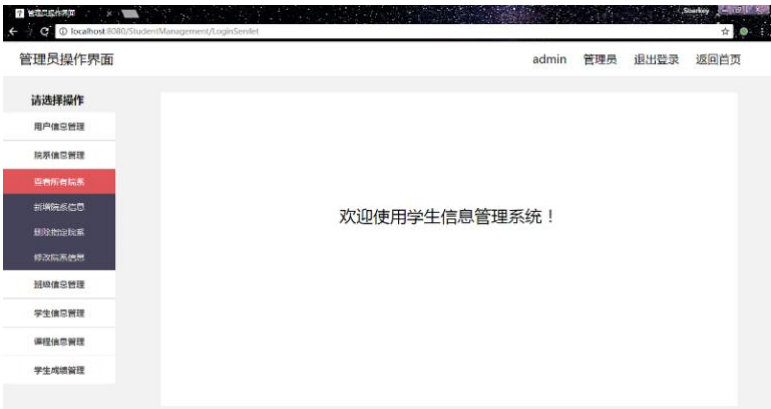 管理员操作界面
Sharkey
localhost:8080/StudentManagement/LoginServlet
管理员操作界面
admin 管理员 退出登录 返回首页
请选择操作
用户信息管理
院系信息管理
查看所有院系
新增院系信息
删除指定院系
修改院系信息
班级信息管理
学生信息管理
课程信息管理
学生成绩管理
欢迎使用学生信息管理系统！